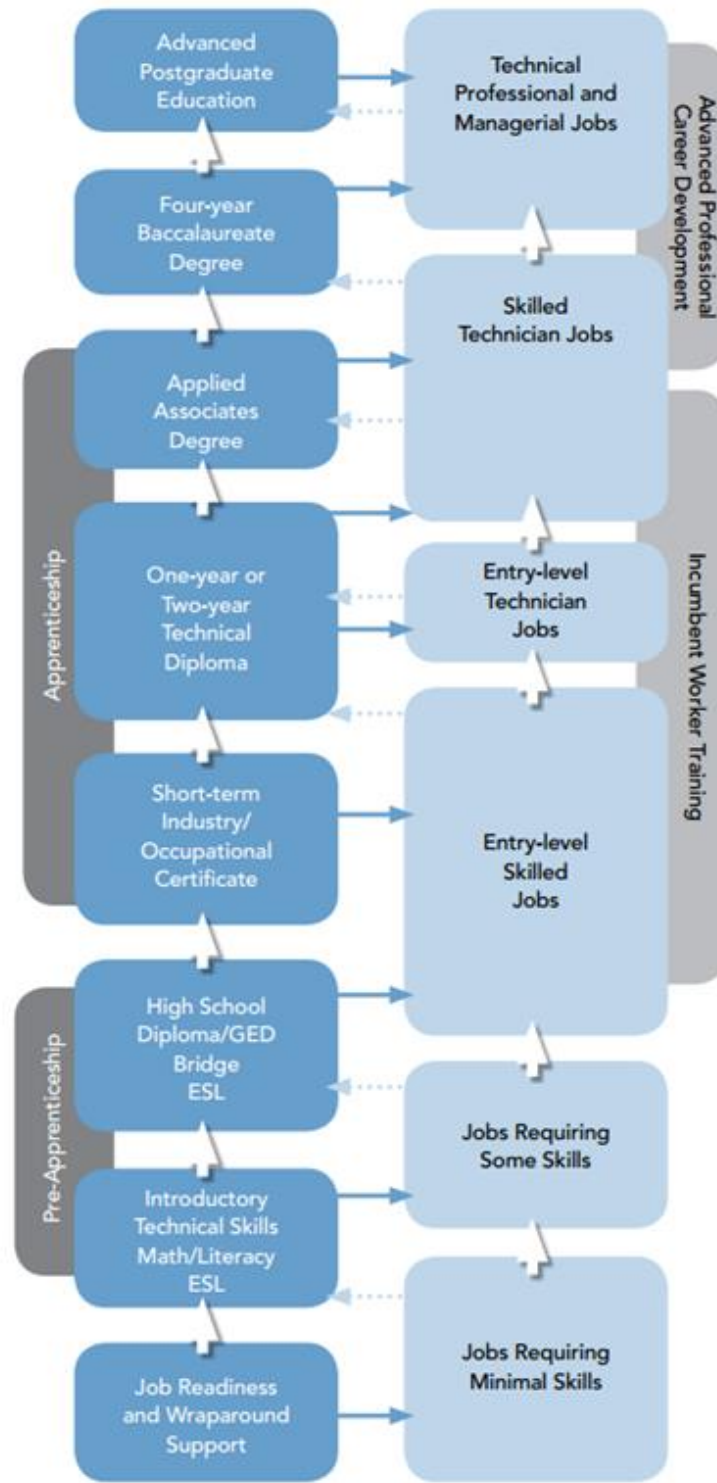 Advanced
Postgraduate
Education
Technical
Professional and
Managerial Jobs
Advanced Professional
Career Development
Four-year
Baccalaureate
Degree
Skilled
Technician Jobs
Applied
Associates
Degree
Apprenticeship
One-year or
Two-year
Technical
Diploma
Entry-level
Technician
Jobs
Incumbent Worker Training
Short-term
Industry/
Occupational
Certificate
Entry-level
Skilled
Jobs
Pre-Apprenticeship
High School
Diploma/GED
Bridge
ESL
Jobs Requiring
Some Skills
Introductory
Technical Skills
Math/Literacy
ESL
Jobs Requiring
Minimal Skills
Job Readiness
and Wraparound
Support